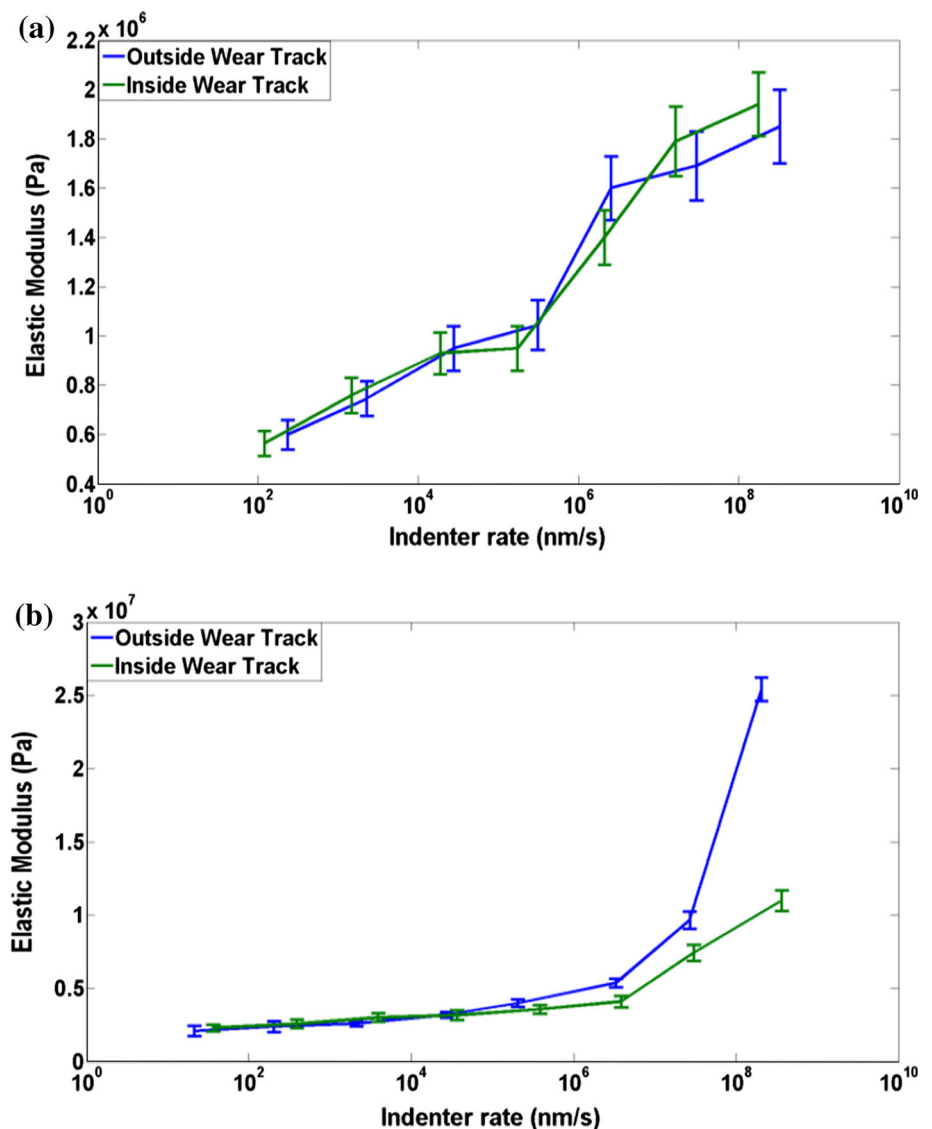 (a)
2.2 x 10^6
Outside Wear Track
Inside Wear Track
2
1.8
1.6
1.4
1.2
1
0.8
0.6
0.4
Elastic Modulus (Pa)
10^0 10^2 10^4 10^6 10^8 10^10
Indenter rate (nm/s)
(b)
3 x 10^7
Outside Wear Track
Inside Wear Track
2.5
2
1.5
1
0.5
0
Elastic Modulus (Pa)
10^0 10^2 10^4 10^6 10^8 10^10
Indenter rate (nm/s)